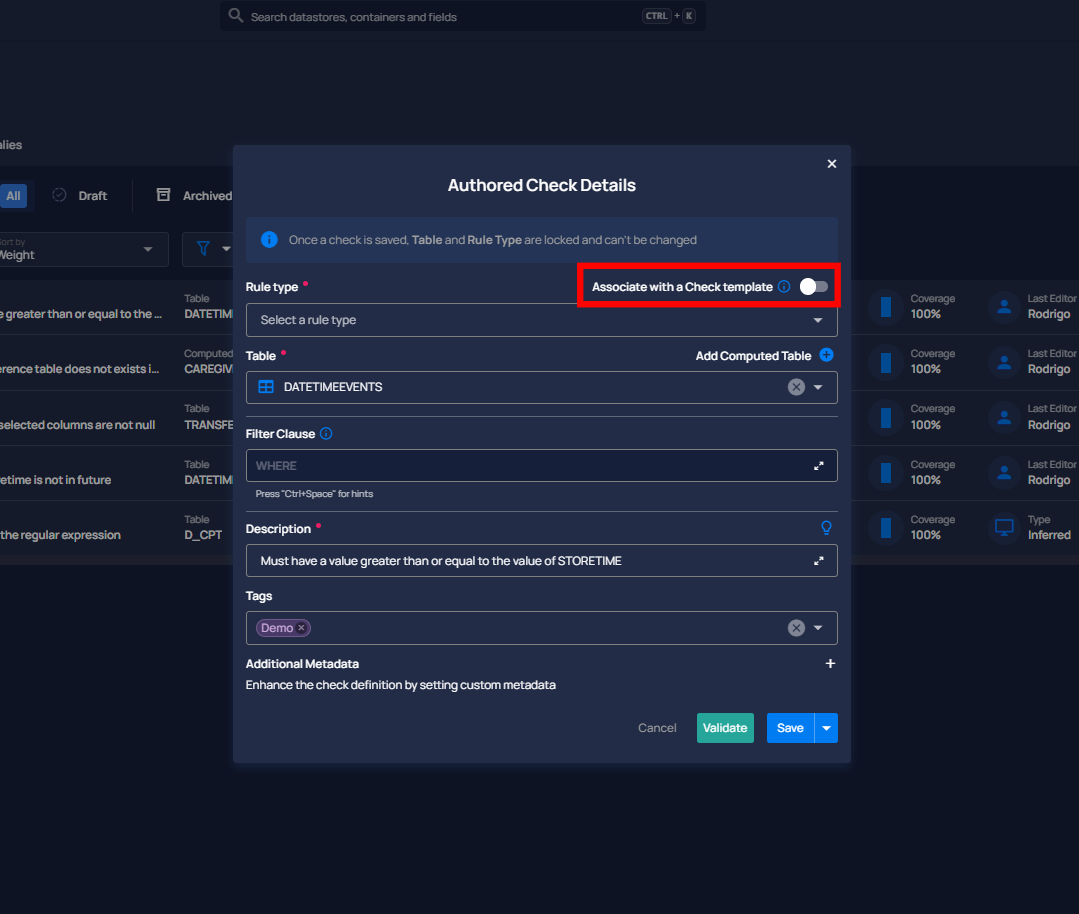 Search datastores, containers and fields CTRL + K
alies
All Draft Archived
Sort by
Weight
Table
e greater than or equal to the ... DATETIM
Computed
erence table does not exists i... CAREGIV
Table
selected columns are not null TRANSFE
Table
etime is not in future DATETIM
Table
the regular expression D_CPT
Authored Check Details
Once a check is saved, Table and Rule Type are locked and can't be changed
Rule type * Associate with a Check template
Select a rule type
Table * Add Computed Table
DATETIMEEVENTS
Filter Clause
WHERE
Press "Ctrl+Space" for hints
Description *
Must have a value greater than or equal to the value of STORETIME
Tags
Demo
Additional Metadata
Enhance the check definition by setting custom metadata
Cancel Validate Save
Coverage Last Editor
100% Rodrigo
Coverage Last Editor
100% Rodrigo
Coverage Last Editor
100% Rodrigo
Coverage Last Editor
100% Rodrigo
Coverage Type
100% Inferred